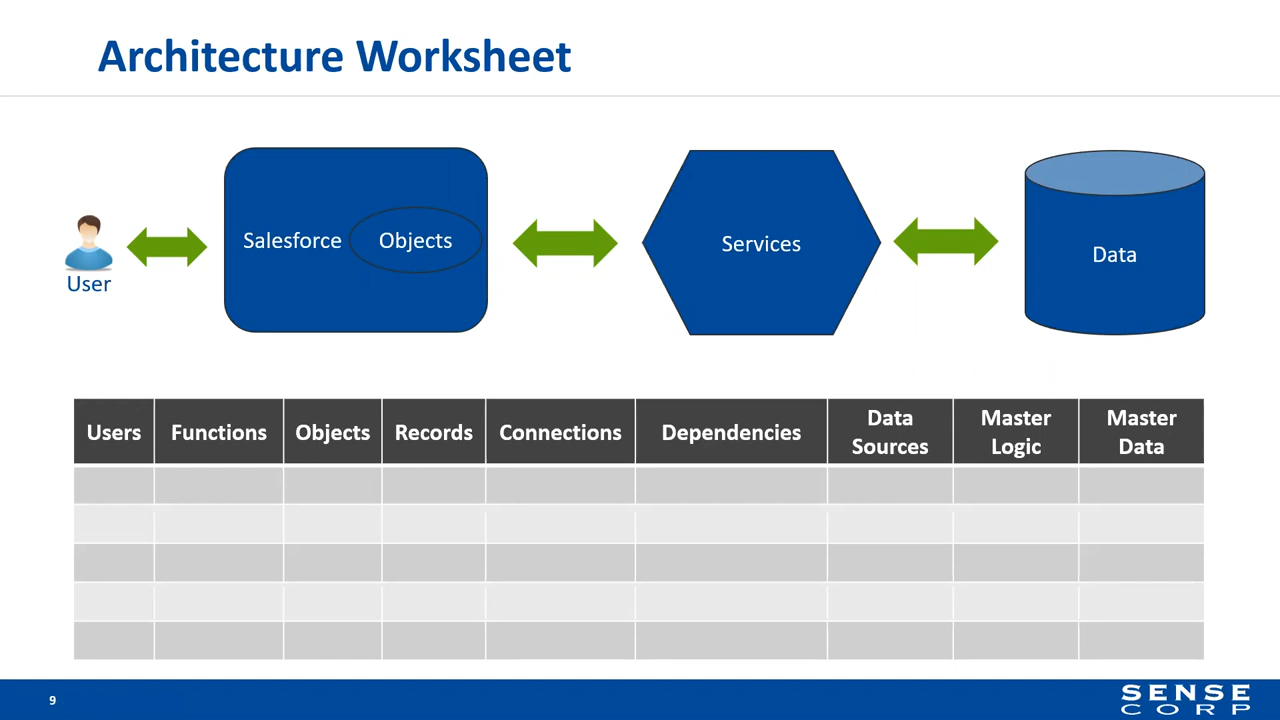 Architecture Worksheet
User
Salesforce
Objects
Services
Data
Users
Functions
Objects
Records
Connections
Dependencies
Data
Sources
Master
Logic
Master
Data
9
SENSE
CORP